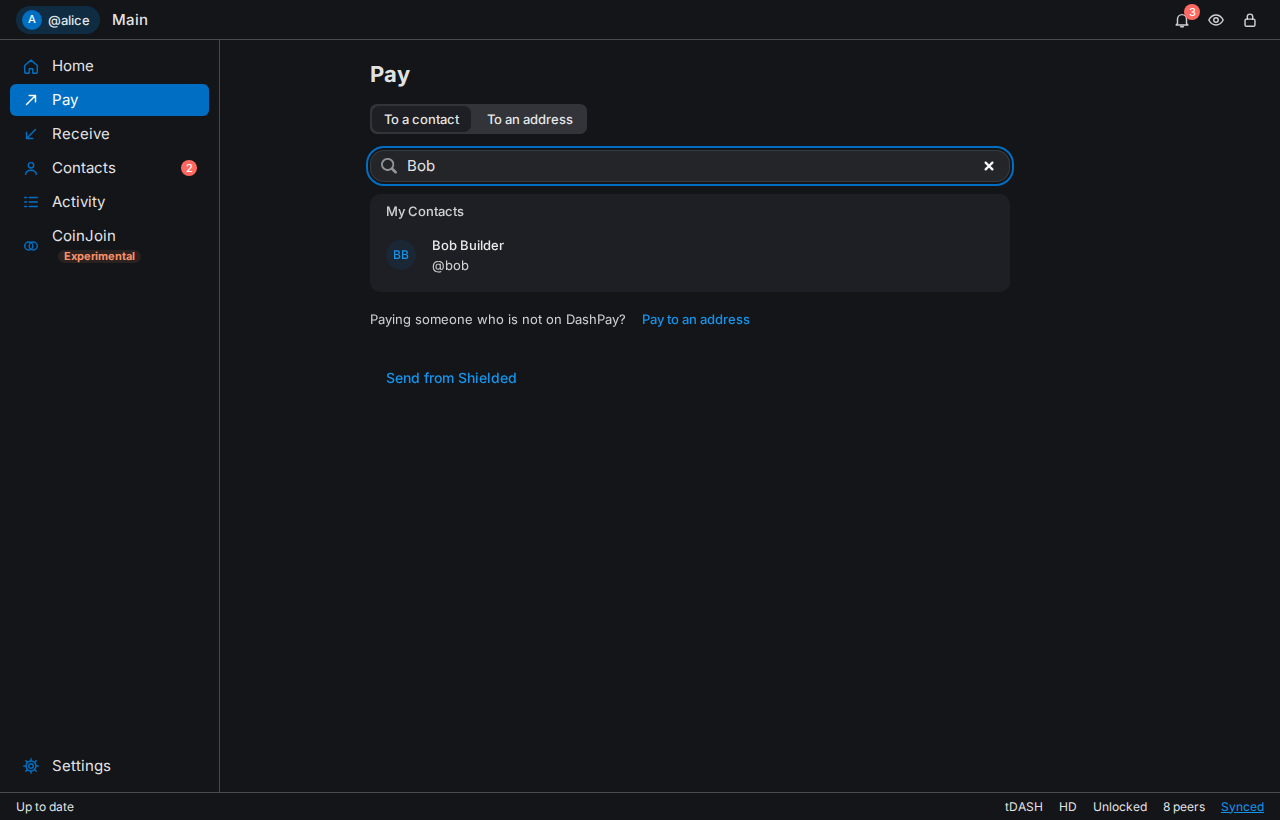 A @alice Main 3
Home
Pay
Receive
Contacts 2
Activity
CoinJoin
Experimental
Settings
Pay
To a contact To an address
Bob
My Contacts
BB Bob Builder
@bob
Paying someone who is not on DashPay? Pay to an address
Send from Shielded
Up to date tDASH HD Unlocked 8 peers Synced